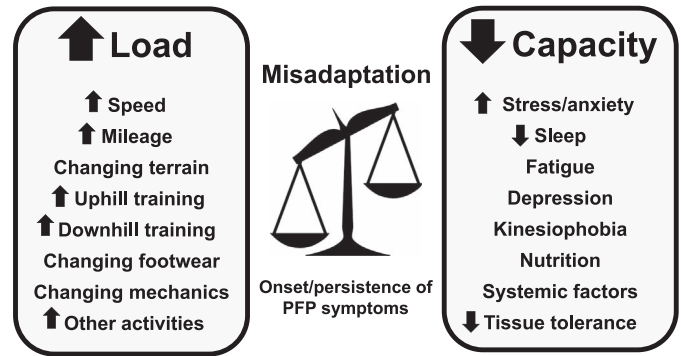 Load
Speed
Mileage
Changing terrain
Uphill training
Downhill training
Changing footwear
Changing mechanics
Other activities
Misadaptation
Onset/persistence of
PFP symptoms
Capacity
Stress/anxiety
Sleep
Fatigue
Depression
Kinesiophobia
Nutrition
Systemic factors
Tissue tolerance